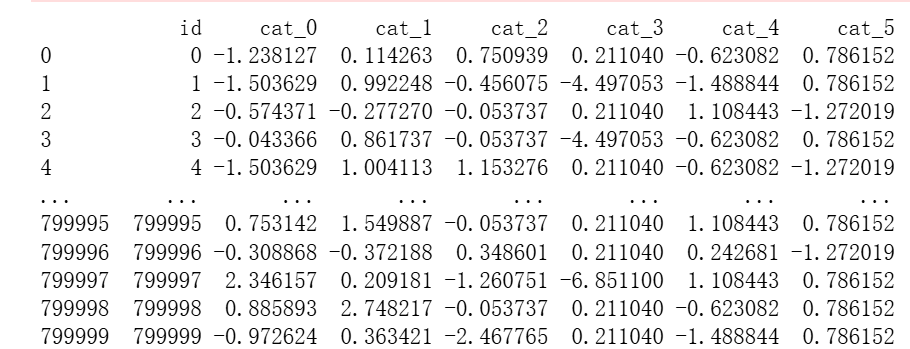 id cat_0 cat_1 cat_2 cat_3 cat_4 cat_5
0 0 -1.238127 0.114263 0.750939 0.211040 -0.623082 0.786152
1 1 -1.503629 0.992248 -0.456075 -4.497053 -1.488844 0.786152
2 2 -0.574371 -0.277270 -0.053737 0.211040 1.108443 -1.272019
3 3 -0.043366 0.861737 -0.053737 -4.497053 -0.623082 0.786152
4 4 -1.503629 1.004113 1.153276 0.211040 -0.623082 -1.272019
... ... ... ... ... ... ... ...
799995 799995 0.753142 1.549887 -0.053737 0.211040 1.108443 0.786152
799996 799996 -0.308868 -0.372188 0.348601 0.211040 0.242681 -1.272019
799997 799997 2.346157 0.209181 -1.260751 -6.851100 1.108443 0.786152
799998 799998 0.885893 2.748217 -0.053737 0.211040 -0.623082 0.786152
799999 799999 -0.972624 0.363421 -2.467765 0.211040 -1.488844 0.786152